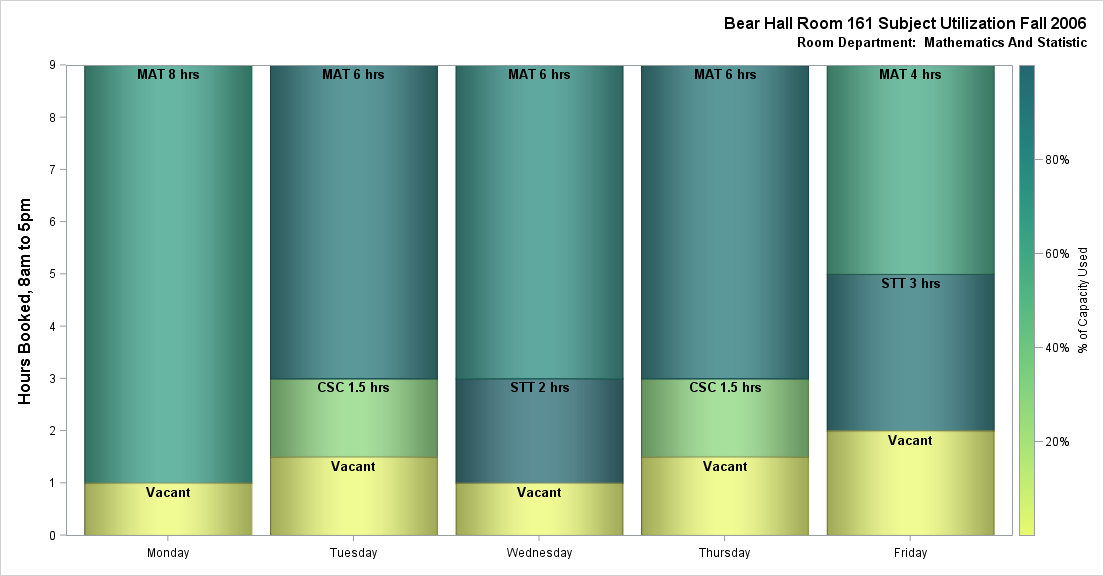 Bear Hall Room 161 Subject Utilization Fall 2006
Room Department:  Mathematics And Statistic
Hours Booked, 8am to 5pm
9
8
7
6
5
4
3
2
1
0
MAT 8 hrs
Vacant
MAT 6 hrs
CSC 1.5 hrs
Vacant
MAT 6 hrs
STT 2 hrs
Vacant
MAT 6 hrs
CSC 1.5 hrs
Vacant
MAT 4 hrs
STT 3 hrs
Vacant
Monday
Tuesday
Wednesday
Thursday
Friday
80%
60%
40%
20%
% of Capacity Used